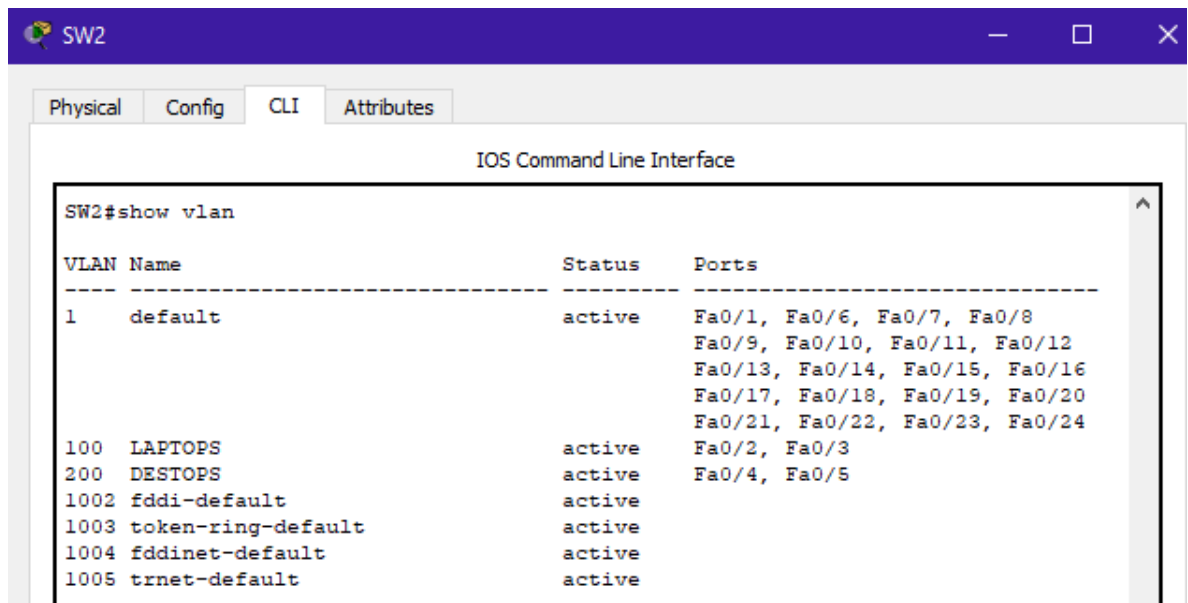 SW2
Physical Config CLI Attributes
IOS Command Line Interface
SW2#show vlan
VLAN Name Status Ports
---- -------------------------------- --------- -------------------------------
1 default active Fa0/1, Fa0/6, Fa0/7, Fa0/8
Fa0/9, Fa0/10, Fa0/11, Fa0/12
Fa0/13, Fa0/14, Fa0/15, Fa0/16
Fa0/17, Fa0/18, Fa0/19, Fa0/20
Fa0/21, Fa0/22, Fa0/23, Fa0/24
100 LAPTOPS active Fa0/2, Fa0/3
200 DESTOPS active Fa0/4, Fa0/5
1002 fddi-default active
1003 token-ring-default active
1004 fddinet-default active
1005 trnet-default active